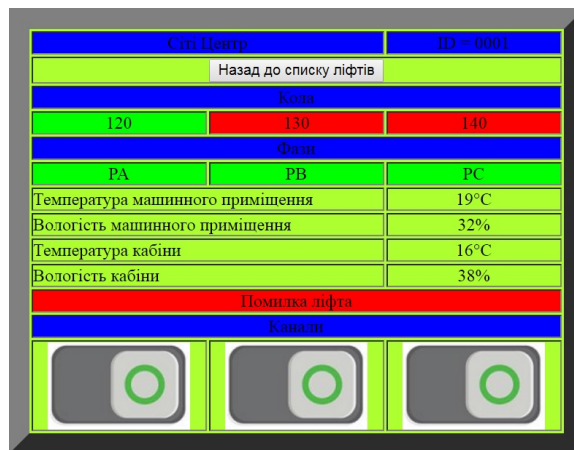 Сіті Центр ID = 0001
Назад до списку ліфтів
Кола
120 130 140
Фази
PA PB PC
Температура машинного приміщення 19°C
Вологість машинного приміщення 32%
Температура кабіни 16°C
Вологість кабіни 38%
Помилка ліфта
Канали